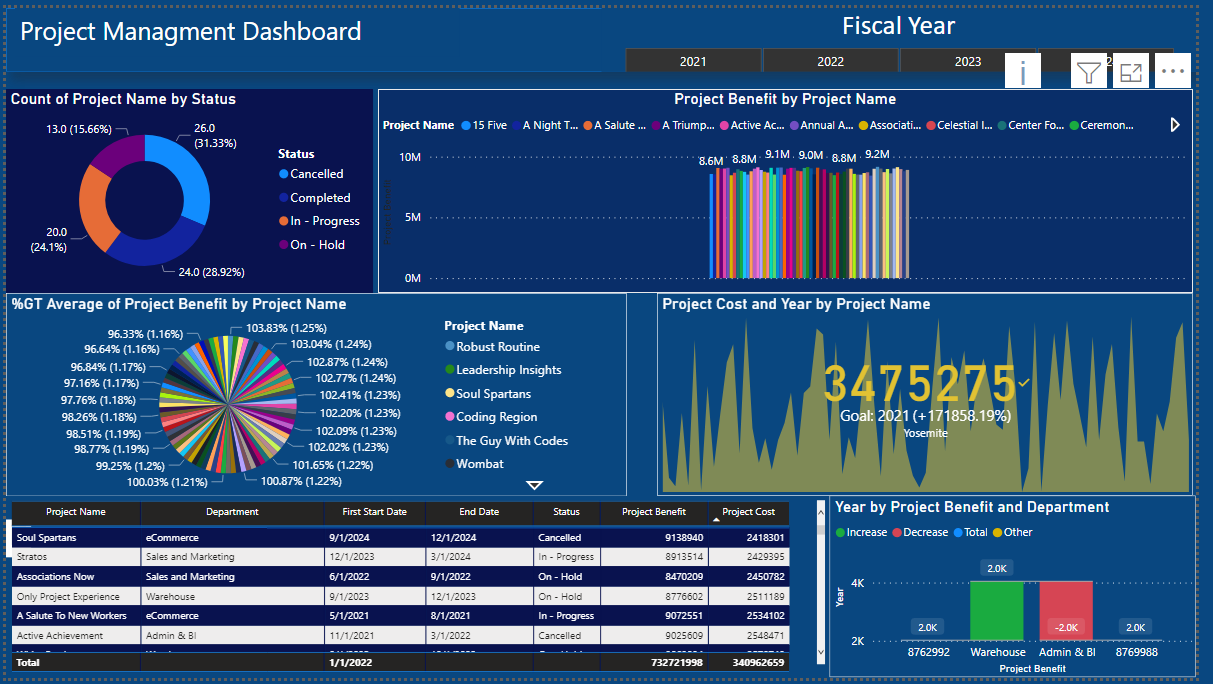 Project Managment Dashboard
Fiscal Year
2021
2022
2023
Count of Project Name by Status
13.0 (15.66%)
26.0
(31.33%)
20.0
(24.1%)
24.0 (28.92%)
Status
Cancelled
Completed
In - Progress
On - Hold
Project Benefit by Project Name
Project Name 15 Five A Night T... A Salute ... A Triump... Active Ac... Annual A... Associati... Celestial I... Center Fo... Ceremon...
10M
5M
0M
8.6M 8.8M 9.1M 9.0M 8.8M 9.2M
%GT Average of Project Benefit by Project Name
103.83% (1.25%)
103.04% (1.24%)
102.87% (1.24%)
102.77% (1.24%)
102.41% (1.23%)
102.20% (1.23%)
102.09% (1.23%)
102.02% (1.23%)
101.65% (1.22%)
100.87% (1.22%)
100.03% (1.21%)
99.25% (1.2%)
98.77% (1.19%)
98.51% (1.19%)
98.26% (1.18%)
97.76% (1.18%)
97.16% (1.17%)
96.84% (1.17%)
96.64% (1.16%)
96.33% (1.16%)
Project Name
Robust Routine
Leadership Insights
Soul Spartans
Coding Region
The Guy With Codes
Wombat
Project Cost and Year by Project Name
3475275
Goal: 2021 (+171858.19%)
Yosemite
Project Name Department First Start Date End Date Status Project Benefit Project Cost
Soul Spartans eCommerce 9/1/2024 12/1/2024 Cancelled 9138940 2418301
Stratos Sales and Marketing 12/1/2023 3/1/2024 In - Progress 8913514 2429395
Associations Now Sales and Marketing 6/1/2022 9/1/2022 On - Hold 8470209 2450782
Only Project Experience Warehouse 9/1/2023 12/1/2023 On - Hold 8776602 2511189
A Salute To New Workers eCommerce 5/1/2021 8/1/2021 In - Progress 9072551 2534102
Active Achievement Admin & BI 11/1/2021 3/1/2022 Cancelled 9025609 2548471
Total 1/1/2022 732721998 340962659
Year by Project Benefit and Department
Increase Decrease Total Other
Year
4K
2K
2.0K
2.0K
-2.0K
2.0K
8762992 Warehouse Admin & BI 8769988
Project Benefit